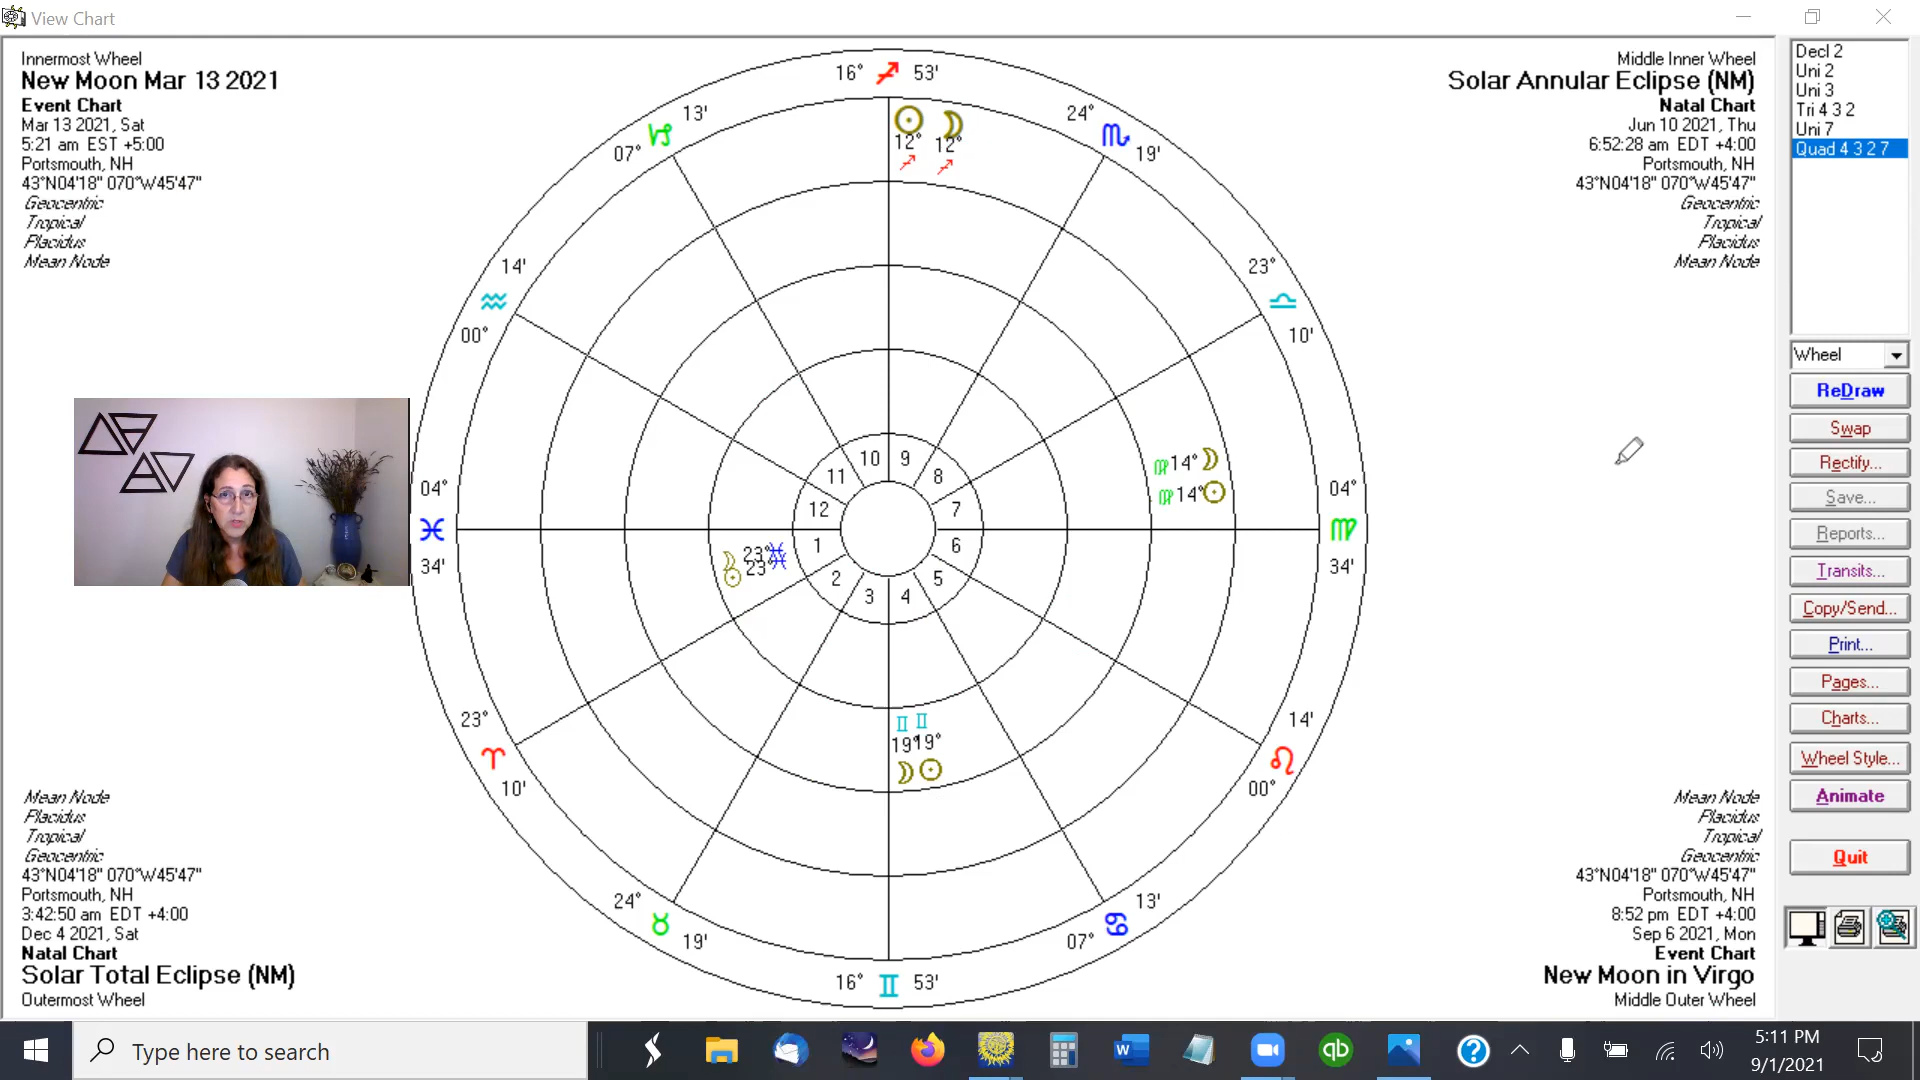 View Chart
Innermost Wheel
New Moon Mar 13 2021
Event Chart
Mar 13 2021, Sat
5:21 am EST +5:00
Portsmouth, NH
43°N04'18" 070°W45'47"
Geocentric
Tropical
Placidus
Mean Node
Middle Inner Wheel
Solar Annular Eclipse (NM)
Natal Chart
Jun 10 2021, Thu
6:52:28 am EDT +4:00
Portsmouth, NH
43°N04'18" 070°W45'47"
Geocentric
Tropical
Placidus
Mean Node
16° ♐ 53'
13'
♑
07°
24°
♏
19'
☉ ☽
12° 12°
♐ ♐
14'
♒
00°
23°
♎
10'
04°
♓
34'
04°
♍
34'
♍ 14° ☽
♍ 14° ☉
10 9
11 8
12 7
1 6
2 5
3 4
☽ 23° ♓
☉ 23° ♓
♊ ♊
19° 19°
☽ ☉
23°
♈
10'
14'
♌
00°
24°
♉
19'
13'
♋
07°
16° ♊ 53'
Mean Node
Placidus
Tropical
Geocentric
43°N04'18" 070°W45'47"
Portsmouth, NH
3:42:50 am EDT +4:00
Dec 4 2021, Sat
Natal Chart
Solar Total Eclipse (NM)
Outermost Wheel
Mean Node
Placidus
Tropical
Geocentric
43°N04'18" 070°W45'47"
Portsmouth, NH
8:52 pm EDT +4:00
Sep 6 2021, Mon
Event Chart
New Moon in Virgo
Middle Outer Wheel
Decl 2
Uni 2
Uni 3
Tri 4 3 2
Uni 7
Quad 4 3 2 7
Wheel
ReDraw
Swap
Rectify...
Save...
Reports...
Transits...
Copy/Send...
Print...
Pages...
Charts...
Wheel Style...
Animate
Quit
Type here to search
W
qb
?
5:11 PM
9/1/2021